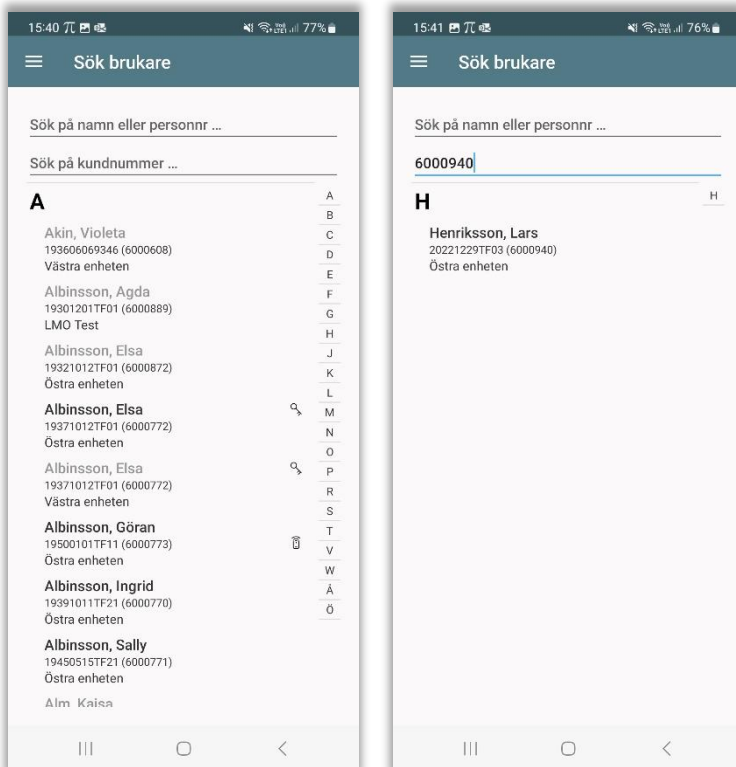 15:40 77%
Sök brukare
Sök på namn eller personnr ...
Sök på kundnummer ...
A
Akin, Violeta
193606069346 (6000608)
Västra enheten
Albinsson, Agda
19301201TF01 (6000889)
LMO Test
Albinsson, Elsa
19321012TF01 (6000872)
Östra enheten
Albinsson, Elsa
19371012TF01 (6000772)
Östra enheten
Albinsson, Elsa
19371012TF01 (6000772)
Västra enheten
Albinsson, Göran
19500101TF11 (6000773)
Östra enheten
Albinsson, Ingrid
19391011TF21 (6000770)
Östra enheten
Albinsson, Sally
19450515TF21 (6000771)
Östra enheten
Alm, Kaisa
A
B
C
D
E
F
G
H
J
K
L
M
N
O
P
R
S
T
V
W
Å
Ö
15:41 76%
Sök brukare
Sök på namn eller personnr ...
6000940
H
H
Henriksson, Lars
20221229TF03 (6000940)
Östra enheten